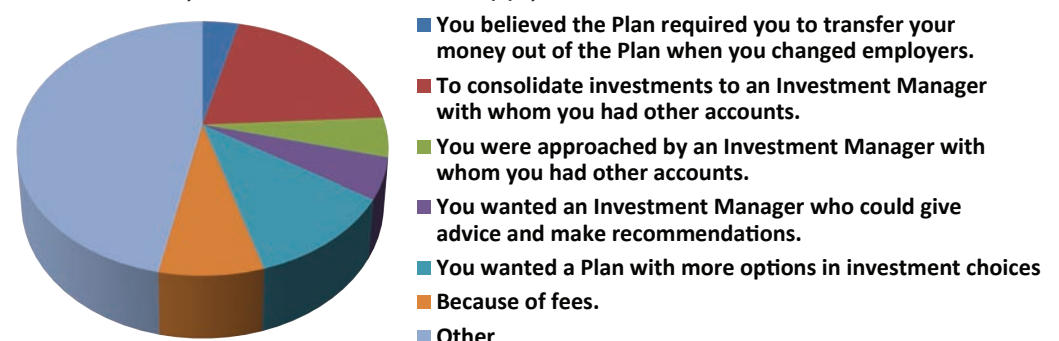 You believed the Plan required you to transfer your
money out of the Plan when you changed employers.
To consolidate investments to an Investment Manager
with whom you had other accounts.
You were approached by an Investment Manager with
whom you had other accounts.
You wanted an Investment Manager who could give
advice and make recommendations.
You wanted a Plan with more options in investment choices
Because of fees.
Other